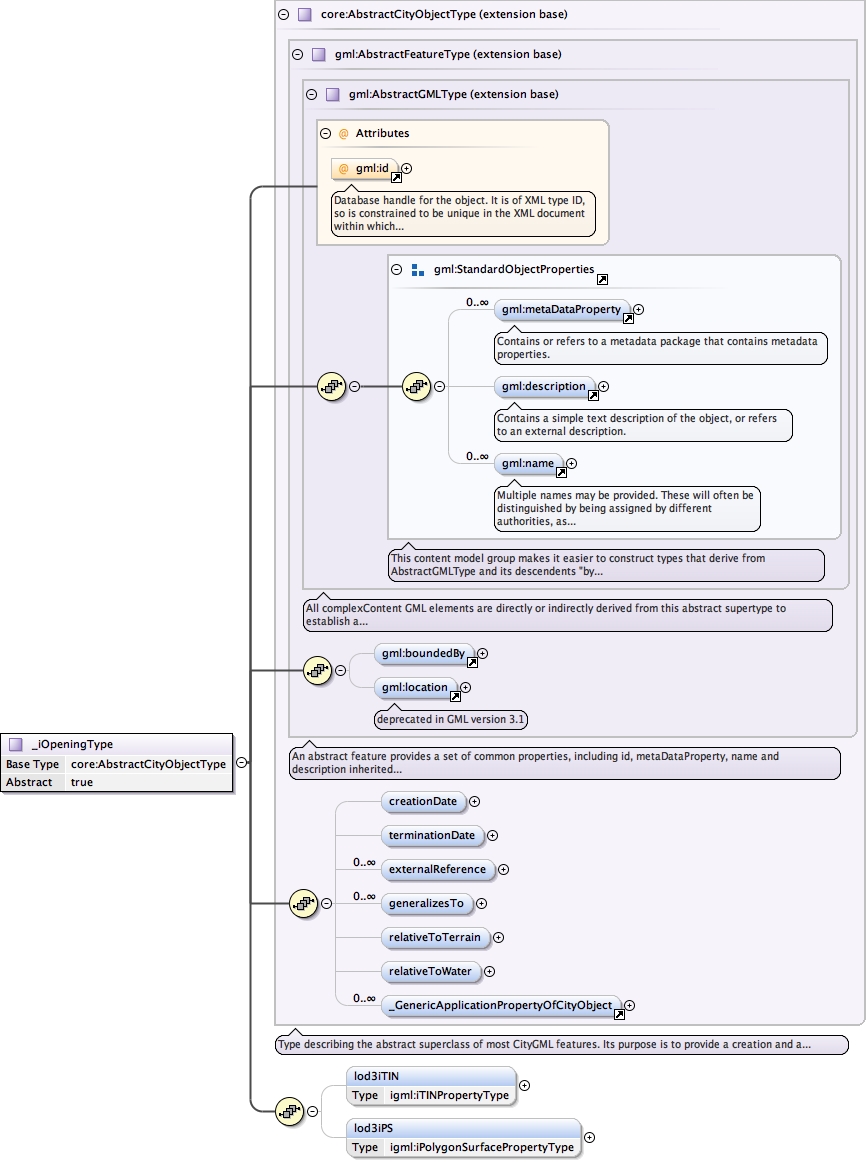 core:AbstractCityObjectType (extension base)
gml:AbstractFeatureType (extension base)
gml:AbstractGMLType (extension base)
@ Attributes
@ gml:id
Database handle for the object. It is of XML type ID,
so is constrained to be unique in the XML document
within which...
gml:StandardObjectProperties
0..∞
gml:metaDataProperty
Contains or refers to a metadata package that contains metadata
properties.
gml:description
Contains a simple text description of the object, or refers
to an external description.
0..∞
gml:name
Multiple names may be provided. These will often be
distinguished by being assigned by different
authorities, as...
This content model group makes it easier to construct types that derive from
AbstractGMLType and its descendents "by...
All complexContent GML elements are directly or indirectly derived from this abstract supertype to
establish a...
gml:boundedBy
gml:location
deprecated in GML version 3.1
An abstract feature provides a set of common properties, including id, metaDataProperty, name and
description inherited...
_iOpeningType
Base Type core:AbstractCityObjectType
Abstract true
creationDate
terminationDate
0..∞
externalReference
0..∞
generalizesTo
relativeToTerrain
relativeToWater
0..∞
_GenericApplicationPropertyOfCityObject
Type describing the abstract superclass of most CityGML features. Its purpose is to provide a creation and a...
lod3iTIN
Type igml:iTINPropertyType
lod3iPS
Type igml:iPolygonSurfacePropertyType